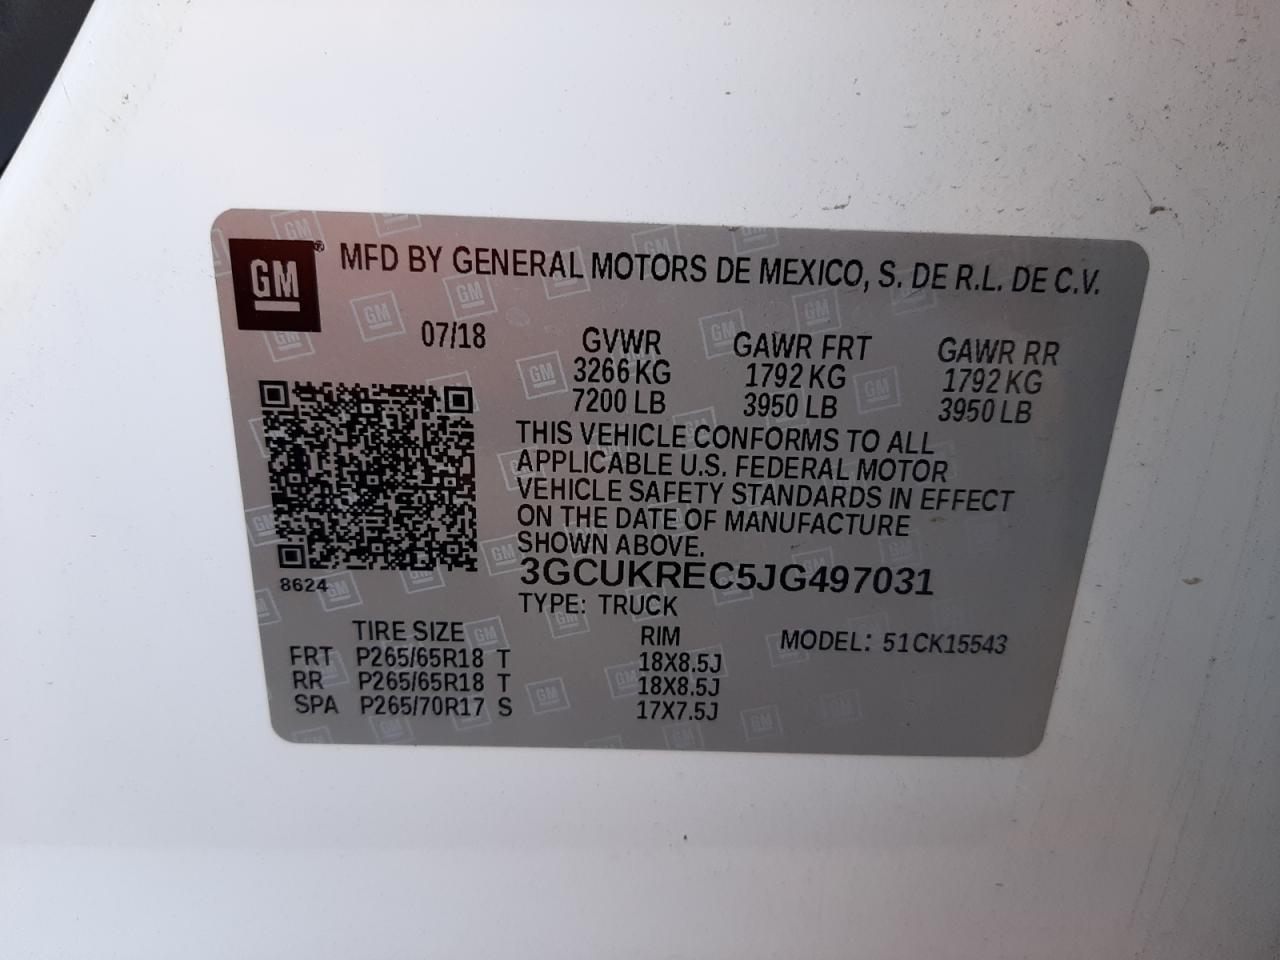 GM® MFD BY GENERAL MOTORS DE MEXICO, S. DE R.L. DE C.V.
07/18 GVWR GAWR FRT GAWR RR
3266 KG 1792 KG 1792 KG
7200 LB 3950 LB 3950 LB
THIS VEHICLE CONFORMS TO ALL
APPLICABLE U.S. FEDERAL MOTOR
VEHICLE SAFETY STANDARDS IN EFFECT
ON THE DATE OF MANUFACTURE
SHOWN ABOVE.
8624 3GCUKREC5JG497031
TYPE: TRUCK
TIRE SIZE RIM MODEL: 51CK15543
FRT P265/65R18 T 18X8.5J
RR P265/65R18 T 18X8.5J
SPA P265/70R17 S 17X7.5J